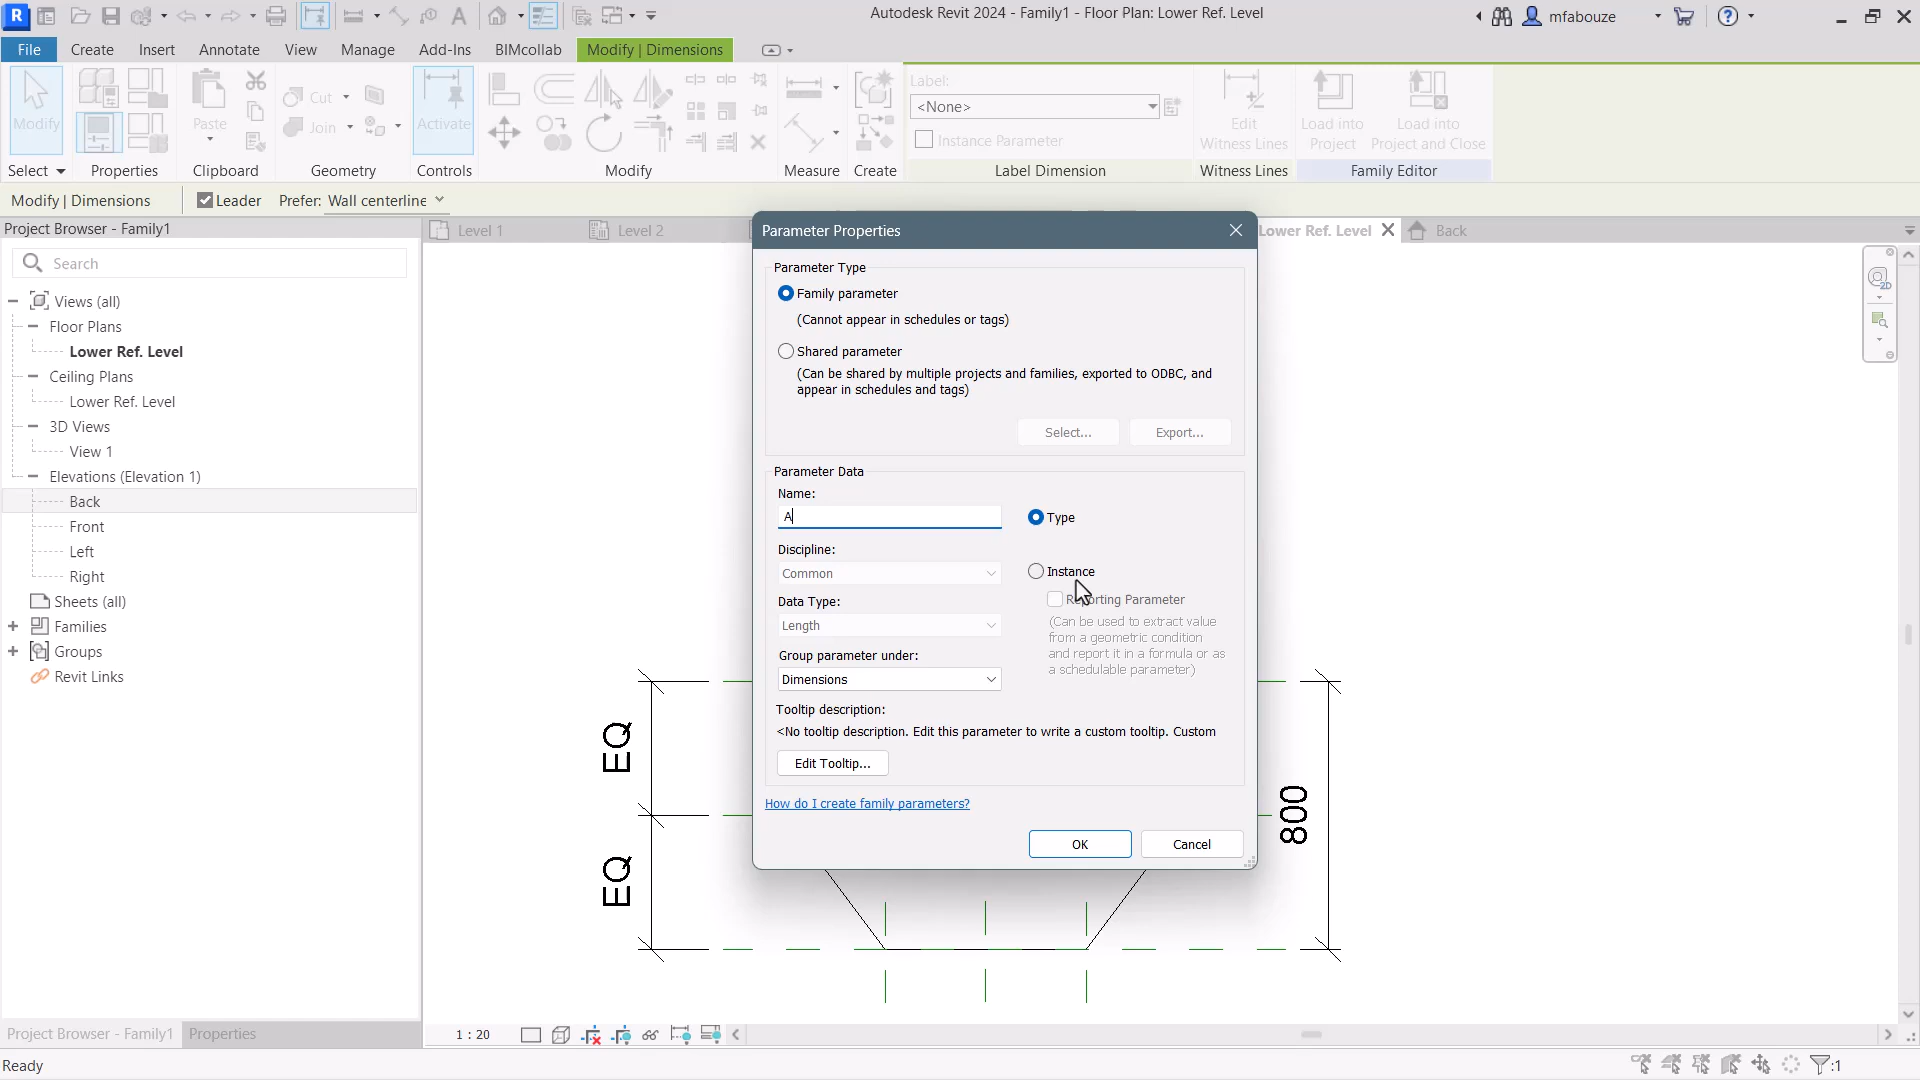 Autodesk Revit 2024 - Family1 - Floor Plan: Lower Ref. Level
mfabouze
File Create Insert Annotate View Manage Add-Ins BIMcollab Modify | Dimensions
Modify
Paste
Cut
Join
Activate
Label:
<None>
Instance Parameter
Edit
Witness Lines
Load into
Project
Load into
Project and Close
Select Properties Clipboard Geometry Controls Modify Measure Create Label Dimension Witness Lines Family Editor
Modify | Dimensions Leader Prefer: Wall centerline
Project Browser - Family1
Level 1 Level 2 Lower Ref. Level Back
Search
Views (all)
Floor Plans
Lower Ref. Level
Ceiling Plans
Lower Ref. Level
3D Views
View 1
Elevations (Elevation 1)
Back
Front
Left
Right
Sheets (all)
Families
Groups
Revit Links
Parameter Properties
Parameter Type
Family parameter
(Cannot appear in schedules or tags)
Shared parameter
(Can be shared by multiple projects and families, exported to ODBC, and
appear in schedules and tags)
Select... Export...
Parameter Data
Name:
A
Type
Discipline:
Common
Instance
Data Type:
Reporting Parameter
Length
(Can be used to extract value
from a geometric condition
and report it in a formula or as
a schedulable parameter)
Group parameter under:
Dimensions
Tooltip description:
<No tooltip description. Edit this parameter to write a custom tooltip. Custom
Edit Tooltip...
How do I create family parameters?
OK Cancel
EQ
EQ
800
Project Browser - Family1 Properties
1 : 20
Ready
:1